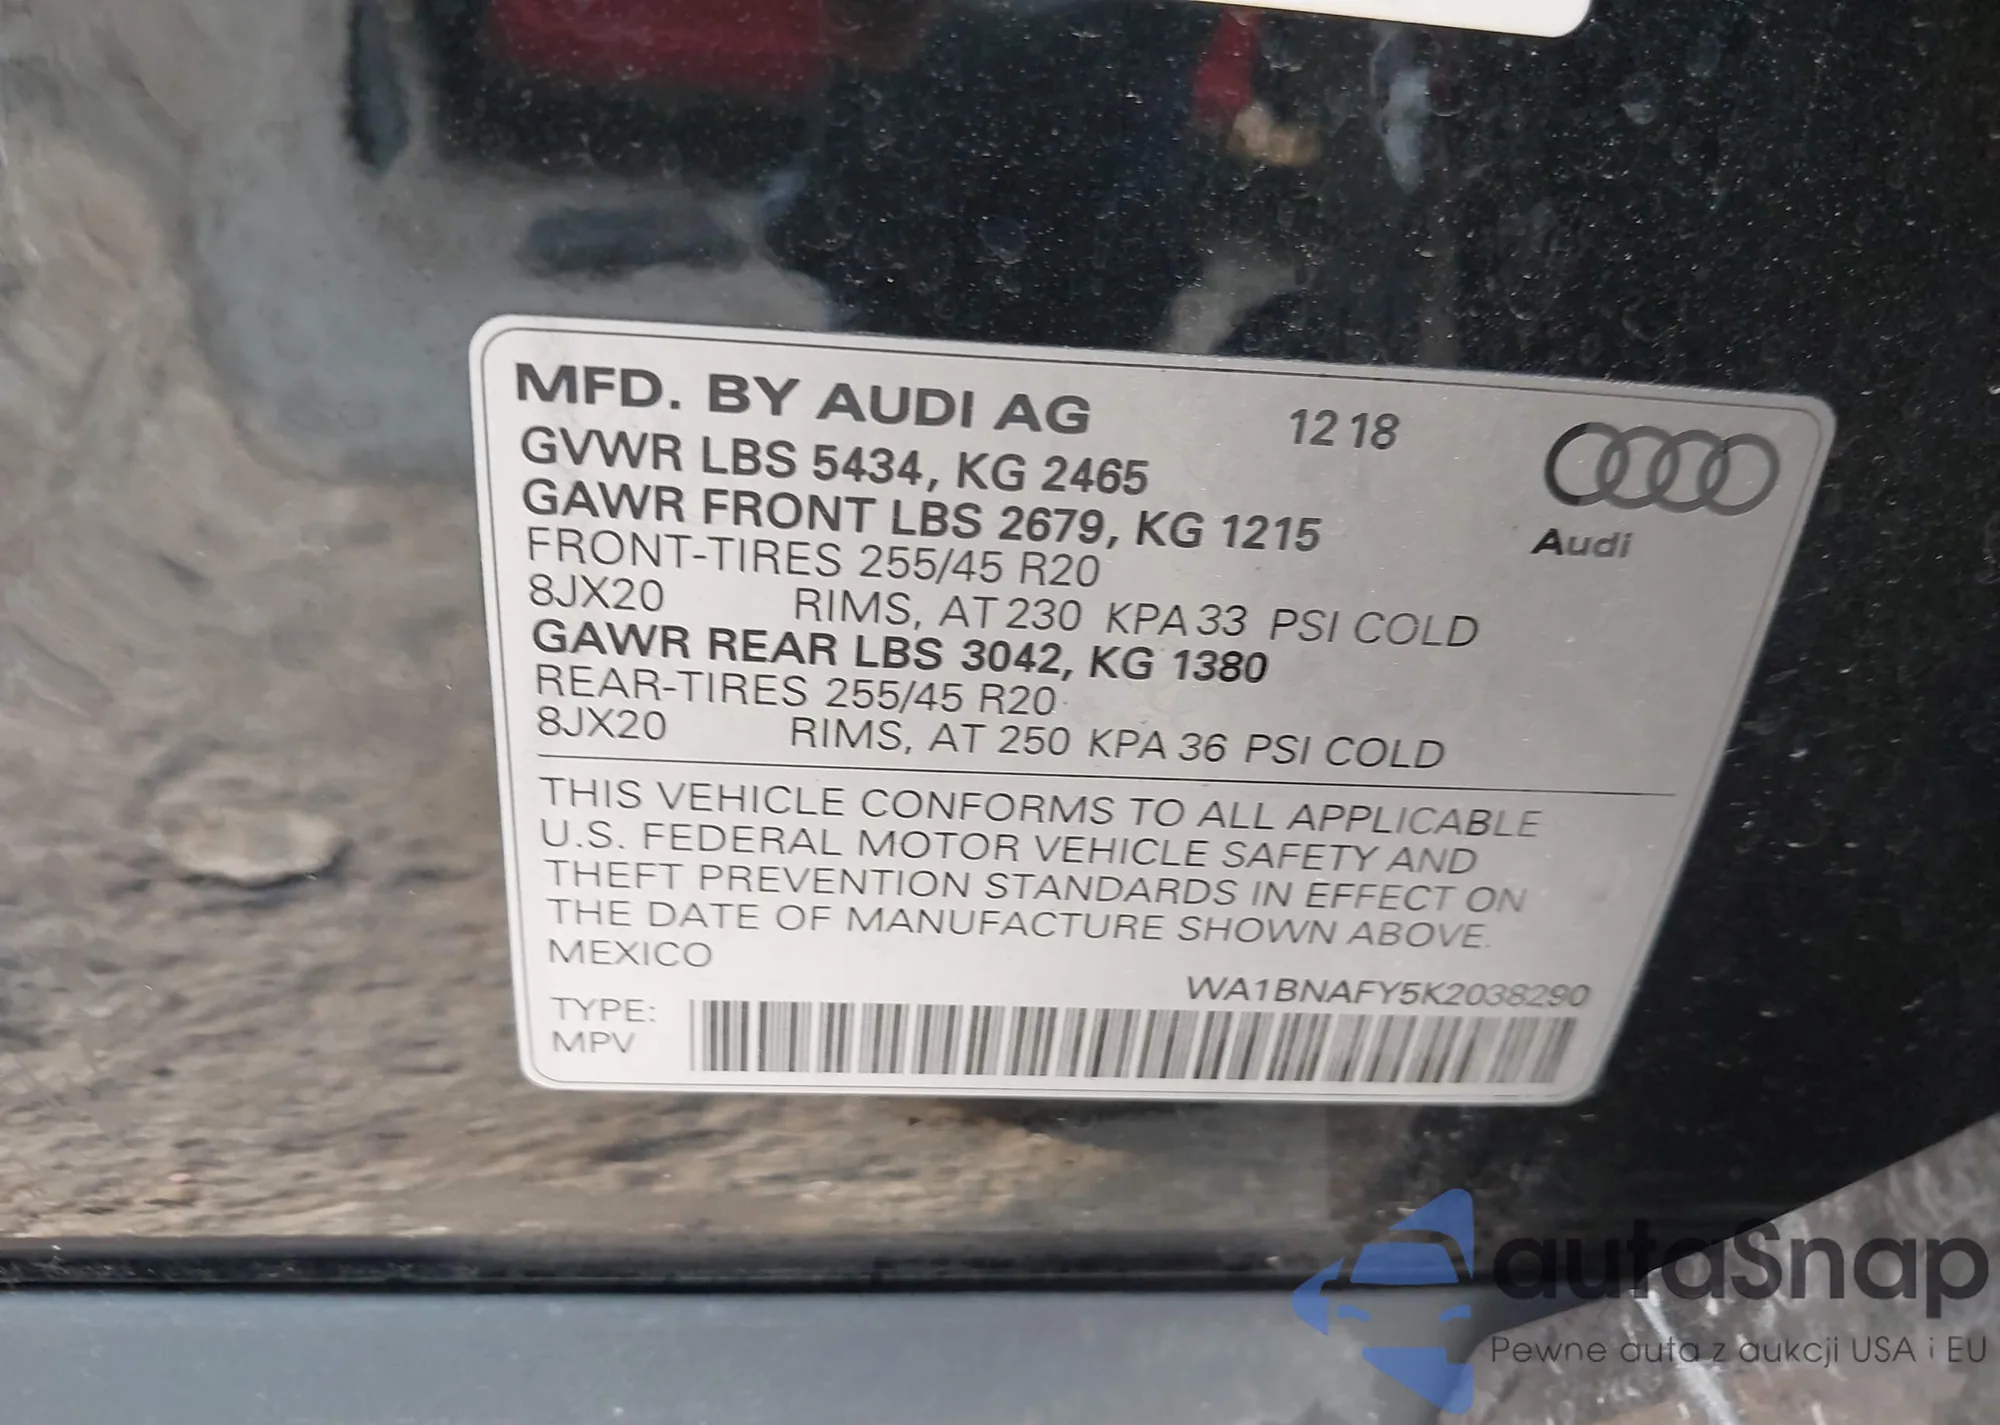 MFD. BY AUDI AG 12 18
GVWR LBS 5434, KG 2465
GAWR FRONT LBS 2679, KG 1215
Audi
FRONT-TIRES 255/45 R20
8JX20 RIMS, AT 230 KPA 33 PSI COLD
GAWR REAR LBS 3042, KG 1380
REAR-TIRES 255/45 R20
8JX20 RIMS, AT 250 KPA 36 PSI COLD
THIS VEHICLE CONFORMS TO ALL APPLICABLE
U.S. FEDERAL MOTOR VEHICLE SAFETY AND
THEFT PREVENTION STANDARDS IN EFFECT ON
THE DATE OF MANUFACTURE SHOWN ABOVE.
MEXICO
WA1BNAFY5K2038290
TYPE:
MPV
autaSnap
Pewne auta z aukcji USA i EU